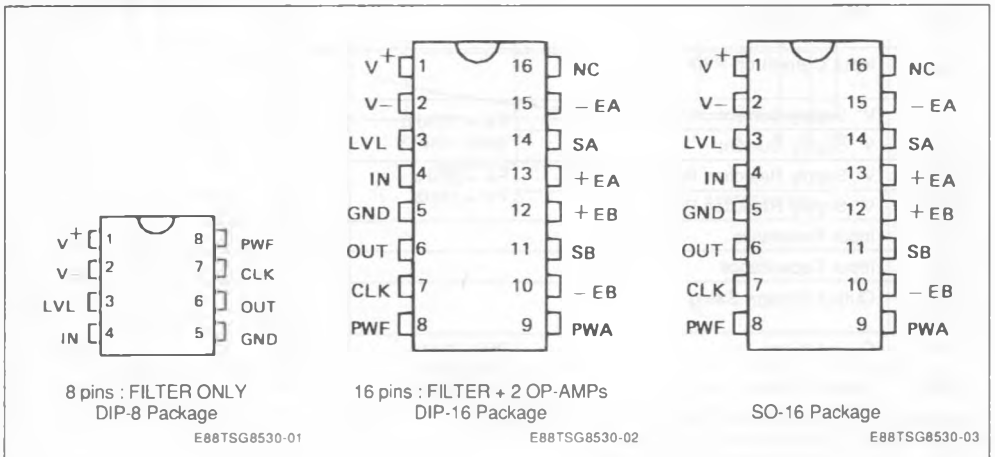 V+ 1 8 PWF
V- 2 7 CLK
LVL 3 6 OUT
IN 4 5 GND
8 pins : FILTER ONLY
DIP-8 Package
E88TSG8530-01
V+ 1 16 NC
V- 2 15 -EA
LVL 3 14 SA
IN 4 13 +EA
GND 5 12 +EB
OUT 6 11 SB
CLK 7 10 -EB
PWF 8 9 PWA
16 pins : FILTER + 2 OP-AMPs
DIP-16 Package
E88TSG8530-02
V+ 1 16 NC
V- 2 15 -EA
LVL 3 14 SA
IN 4 13 +EA
GND 5 12 +EB
OUT 6 11 SB
CLK 7 10 -EB
PWF 8 9 PWA
SO-16 Package
E88TSG8530-03